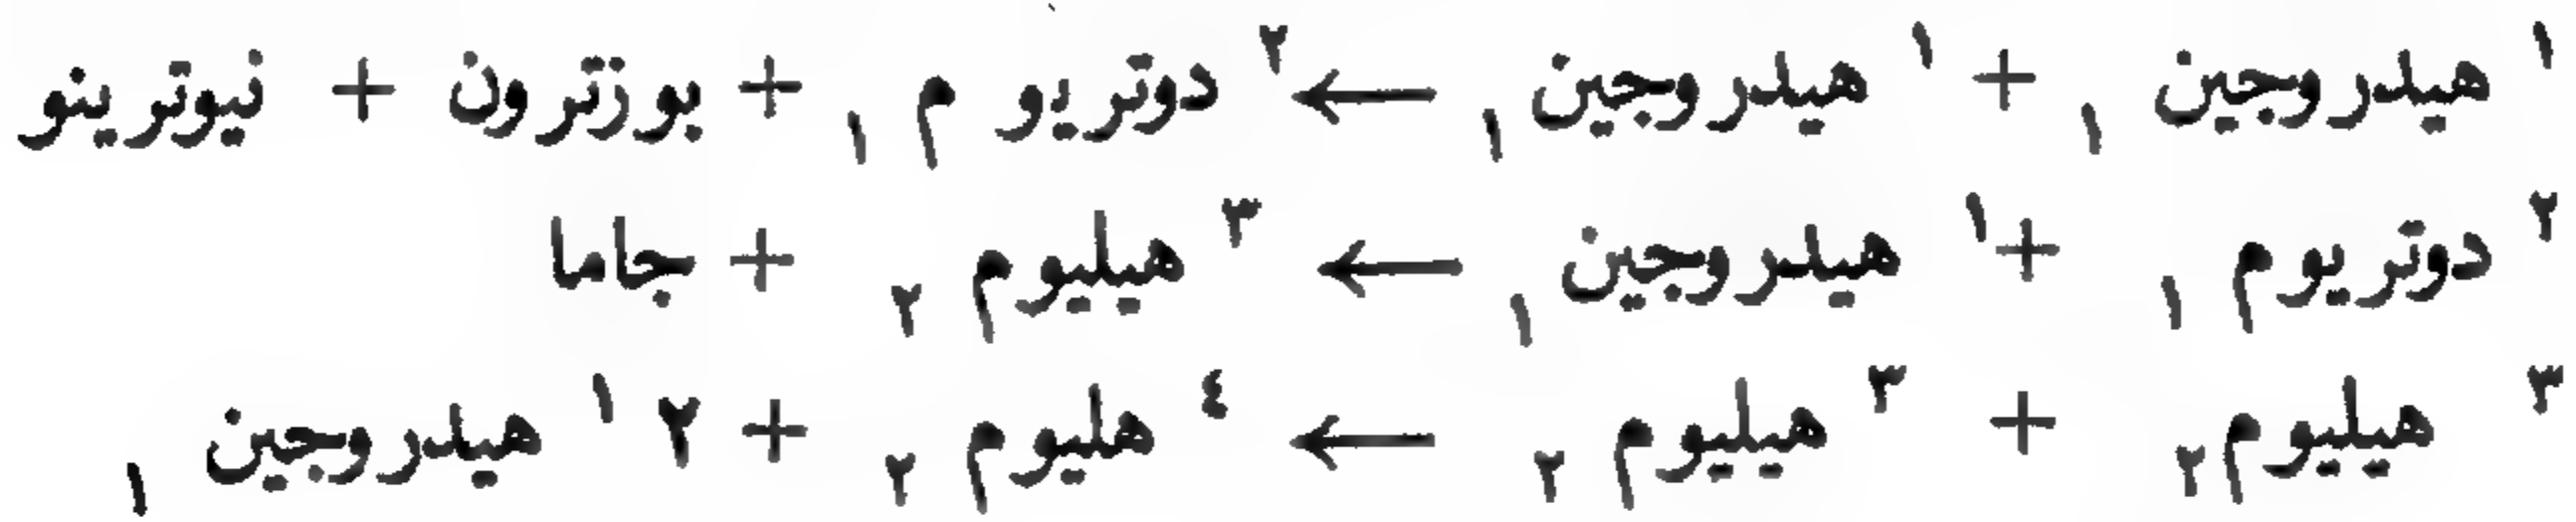 ١ هيدروجين ١ + ١ هيدروجين ١ ← ٢ دوتريوم ١ + بوزترون + نيوترينو
٢ دوتريوم ١ + ١ هيدروجين ١ ← ٣ هيليوم ٢ + جاما
٣ هيليوم ٢ + ٣ هيليوم ٢ ← ٤ هليوم ٢ + ٢ ١ هيدروجين ١